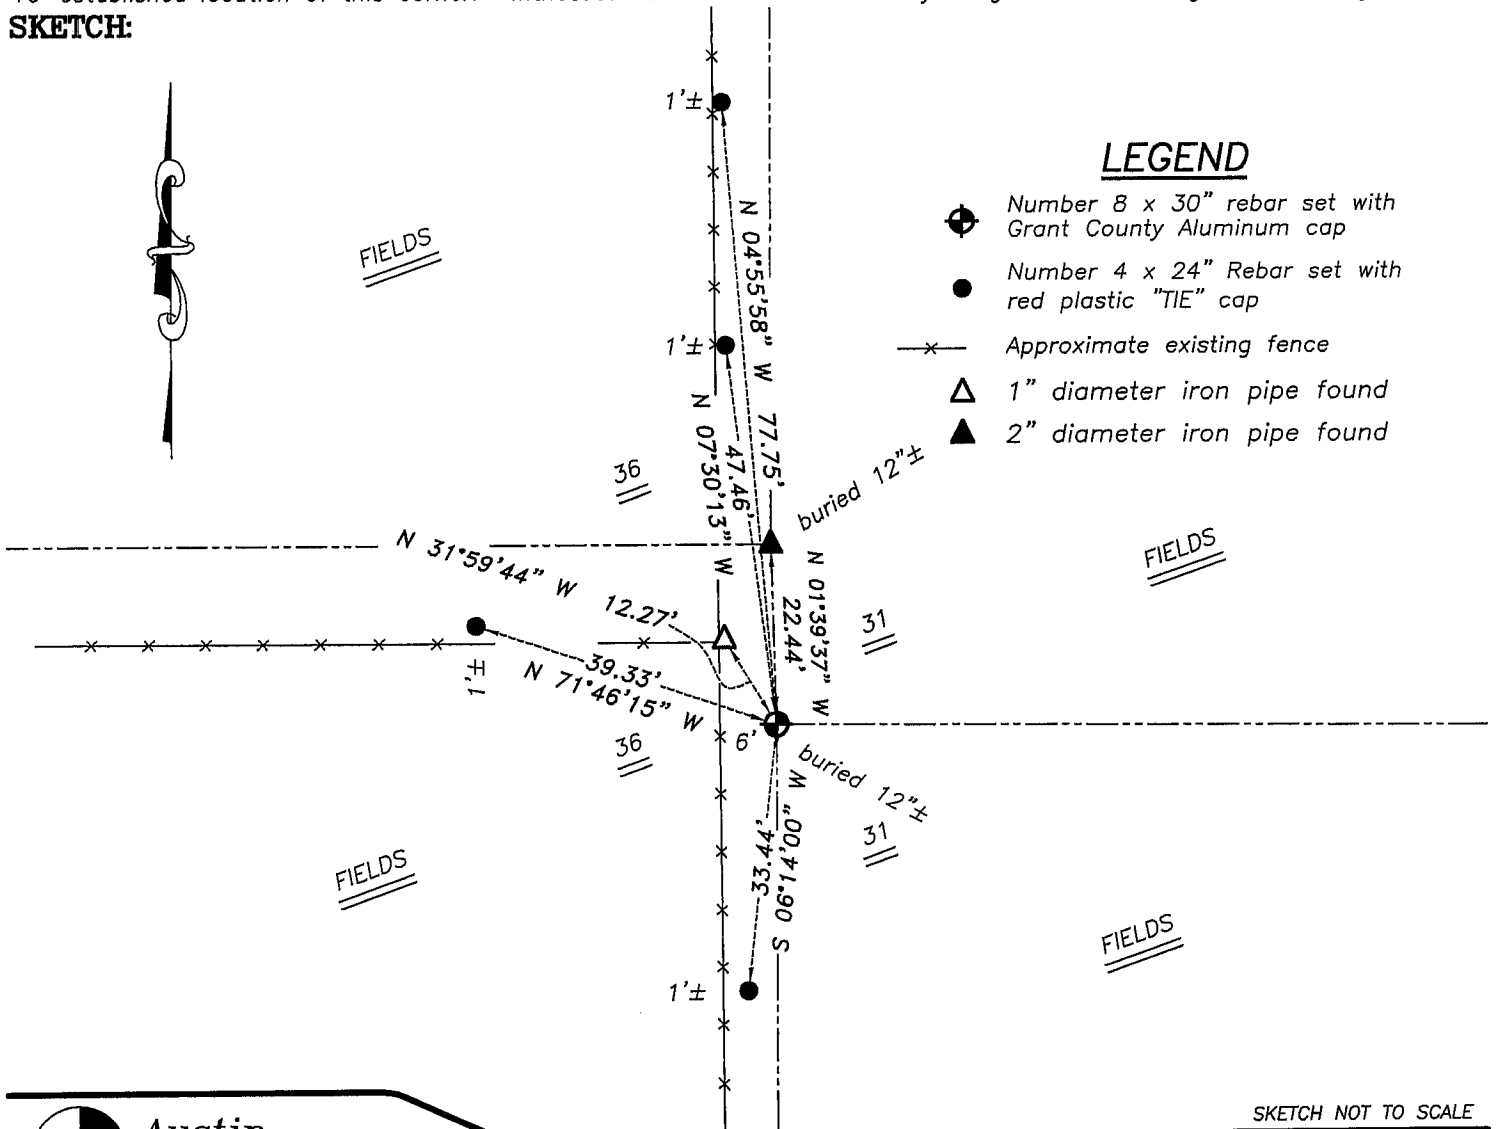 SKETCH:
1'±
LEGEND
Number 8 x 30" rebar set with
Grant County Aluminum cap
Number 4 x 24" Rebar set with
red plastic "TIE" cap
Approximate existing fence
1" diameter iron pipe found
2" diameter iron pipe found
FIELDS
N 04°55'58" W 77.75'
1'±
N 07°30'13" W
47.46'
36
buried 12"±
FIELDS
N 31°59'44" W 12.27'
N 01°39'37" W
22.44'
31
1'±
39.33'
N 71°46'15" W
36
6'
buried 12"±
31
S 06°14'00" W
33.44'
FIELDS
FIELDS
1'±
SKETCH NOT TO SCALE
Austin